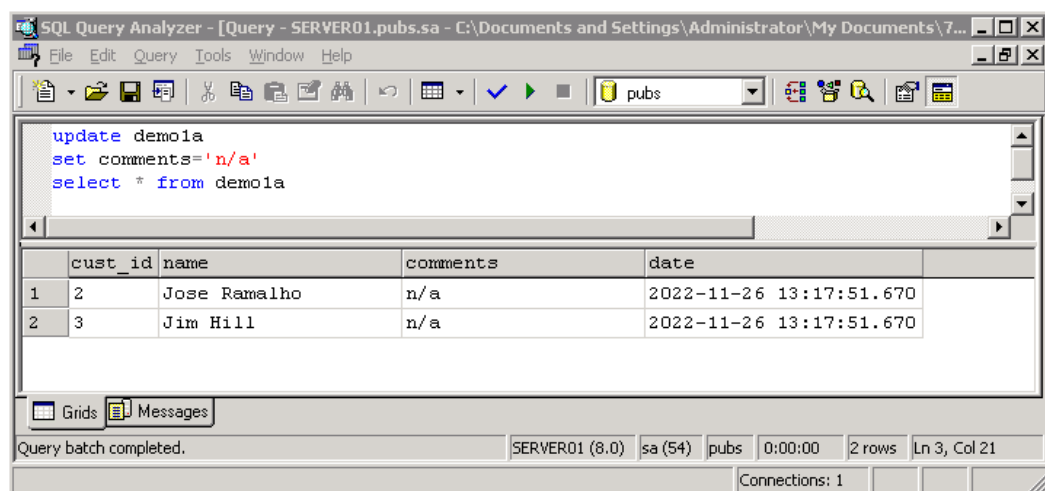 SQL Query Analyzer - [Query - SERVER01.pubs.sa - C:\Documents and Settings\Administrator\My Documents\7...
File Edit Query Tools Window Help
pubs
update demo1a
set comments='n/a'
select * from demo1a
cust_id name comments date
1 2 Jose Ramalho n/a 2022-11-26 13:17:51.670
2 3 Jim Hill n/a 2022-11-26 13:17:51.670
Grids Messages
Query batch completed. SERVER01 (8.0) sa (54) pubs 0:00:00 2 rows Ln 3, Col 21
Connections: 1